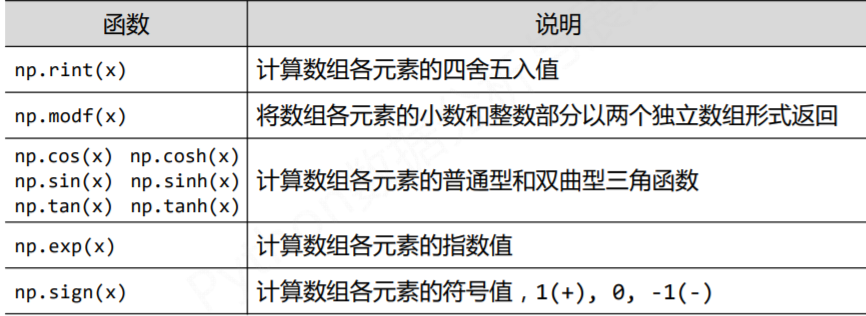 函数 说明
np.rint(x) 计算数组各元素的四舍五入值
np.modf(x) 将数组各元素的小数和整数部分以两个独立数组形式返回
np.cos(x) np.cosh(x)
np.sin(x) np.sinh(x) 计算数组各元素的普通型和双曲型三角函数
np.tan(x) np.tanh(x)
np.exp(x) 计算数组各元素的指数值
np.sign(x) 计算数组各元素的符号值，1(+), 0, -1(-)